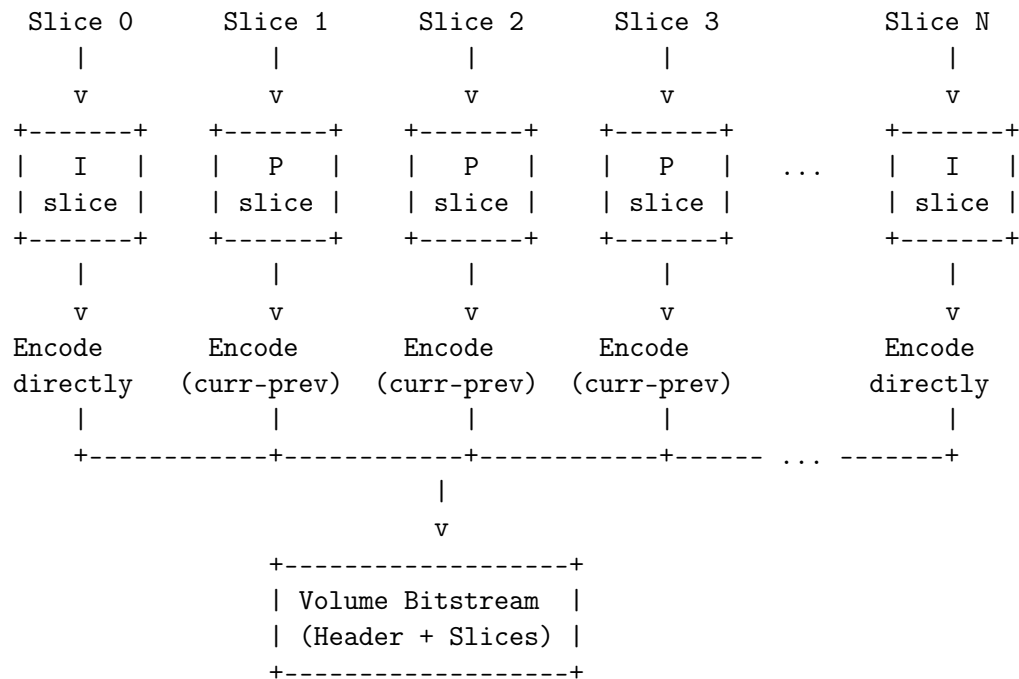 Slice 0 Slice 1 Slice 2 Slice 3 Slice N
| | | | |
v v v v v
+-------+ +-------+ +-------+ +-------+ +-------+
| I | | P | | P | | P | ... | I |
| slice | | slice | | slice | | slice | | slice |
+-------+ +-------+ +-------+ +-------+ +-------+
| | | | |
v v v v v
Encode Encode Encode Encode Encode
directly (curr-prev) (curr-prev) (curr-prev) directly
| | | | |
+------------+------------+------------+------ ... -------+
|
v
+-------------------+
| Volume Bitstream |
| (Header + Slices) |
+-------------------+